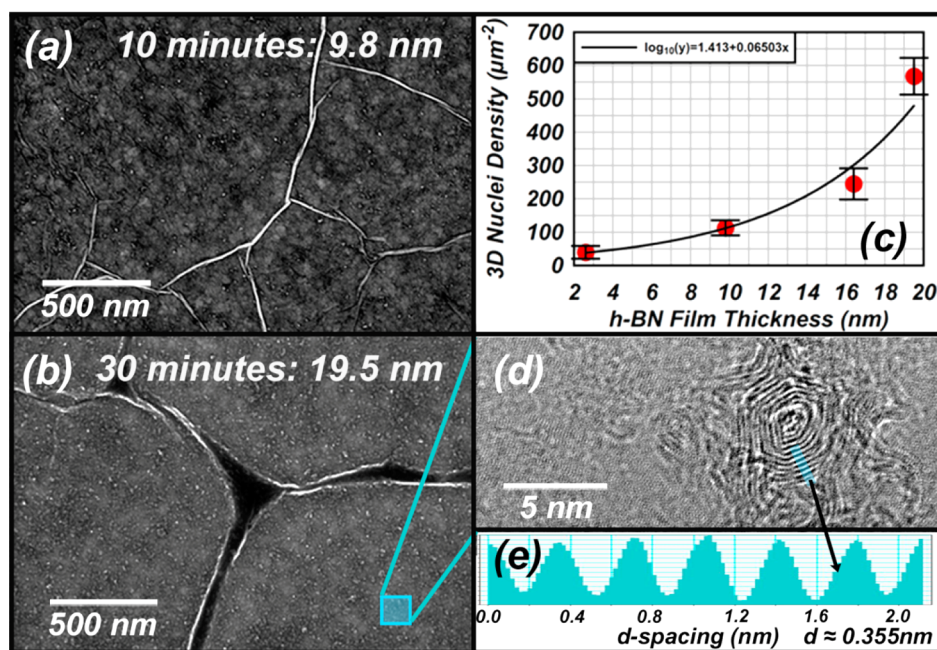 (a) 10 minutes: 9.8 nm
500 nm
(b) 30 minutes: 19.5 nm
500 nm
3D Nuclei Density (µm-2)
700
600
500
400
300
200
100
0
log10(y)=1.413+0.06503x
(c)
2 4 6 8 10 12 14 16 18 20
h-BN Film Thickness (nm)
(d)
5 nm
(e)
0.0 0.4 0.8 1.2 1.6 2.0
d-spacing (nm) d ≈ 0.355nm